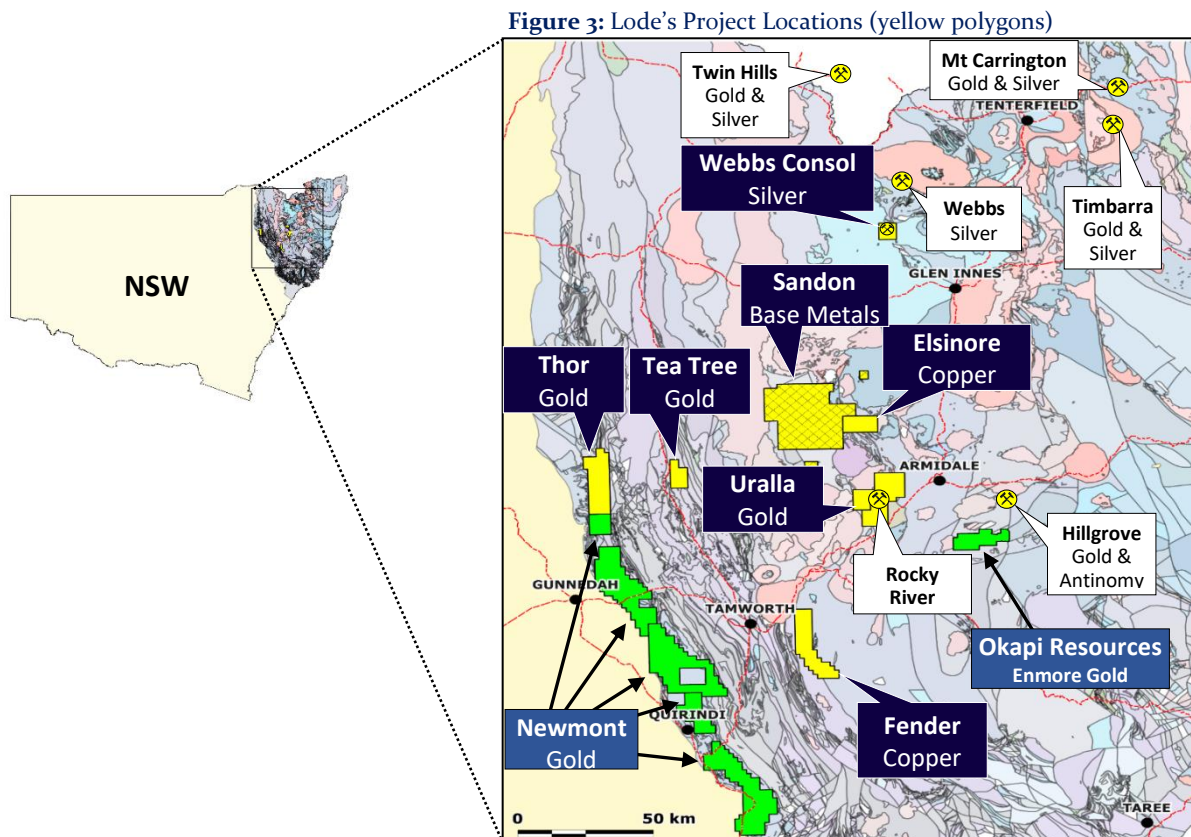 Figure 3: Lode's Project Locations (yellow polygons)
Twin Hills
Gold &
Silver
Mt Carrington
Gold & Silver
TENTERFIELD
Webbs Consol
Silver
Webbs
Silver
Timbarra
Gold &
Silver
GLEN INNES
NSW
Sandon
Base Metals
Elsinore
Copper
Thor
Gold
Tea Tree
Gold
ARMIDALE
Uralla
Gold
Hillgrove
Gold &
Antinomy
Rocky
River
GUNNEDAH
TAMWORTH
Okapi Resources
Enmore Gold
QUIRINDI
Newmont
Gold
Fender
Copper
TAREE
0 50 km